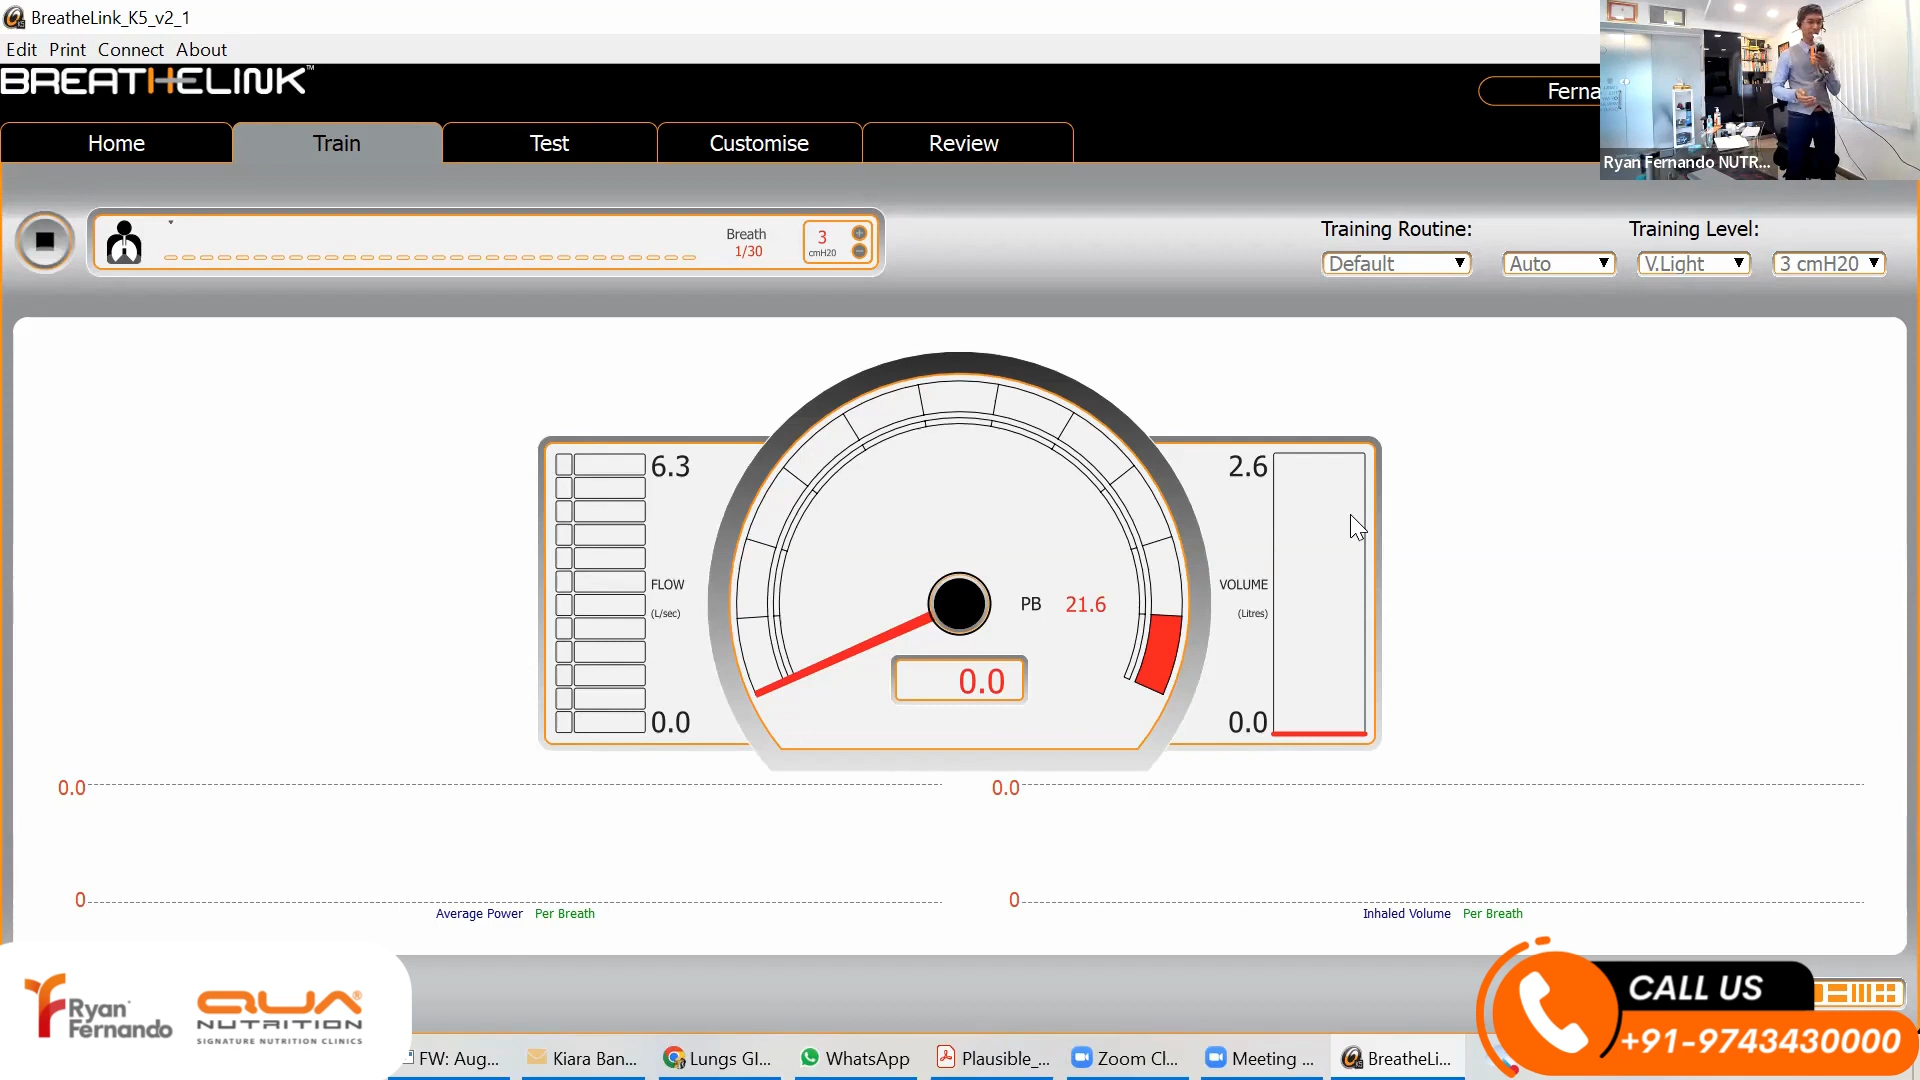 BreatheLink_K5_v2_1
Edit Print Connect About
BREATHELINK™
Ferna
Ryan Fernando NUTR...
Home Train Test Customise Review
Breath
1/30
3
cmH20
Training Routine: Training Level:
Default Auto V.Light 3 cmH20
6.3
FLOW
(L/sec)
0.0
PB 21.6
0.0
2.6
VOLUME
(Litres)
0.0
0.0
0
Average Power Per Breath
0.0
0
Inhaled Volume Per Breath
Ryan
Fernando
QUA
NUTRITION
SIGNATURE NUTRITION CLINICS
CALL US
+91-9743430000
FW: Aug... Kiara Ban... Lungs GI... WhatsApp Plausible_... Zoom Cl... Meeting ... BreatheLi...